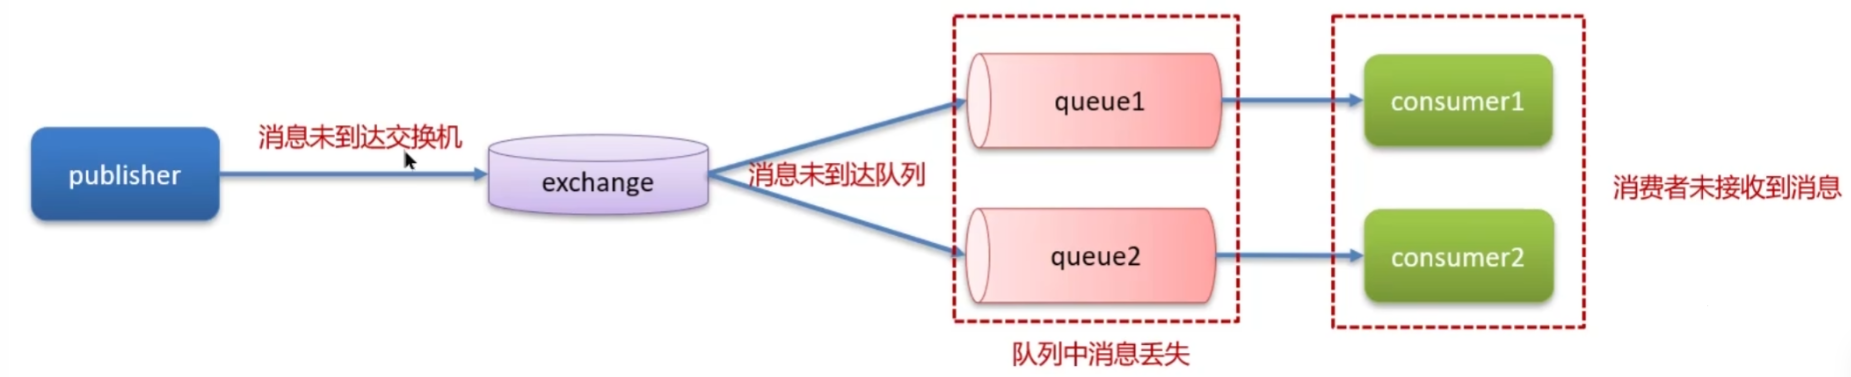 publisher
消息未到达交换机
exchange
消息未到达队列
queue1
queue2
队列中消息丢失
consumer1
consumer2
消费者未接收到消息